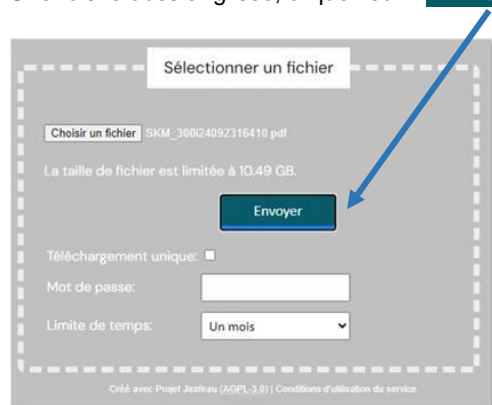 Sélectionner un fichier
Choisir un fichier SKM_300i24092316410.pdf
La taille de fichier est limitée à 10.49 GB.
Envoyer
Téléchargement unique:
Mot de passe:
Limite de temps: Un mois
Créé avec Projet Jirafeau (AGPL-3.0) | Conditions d'utilisation du service